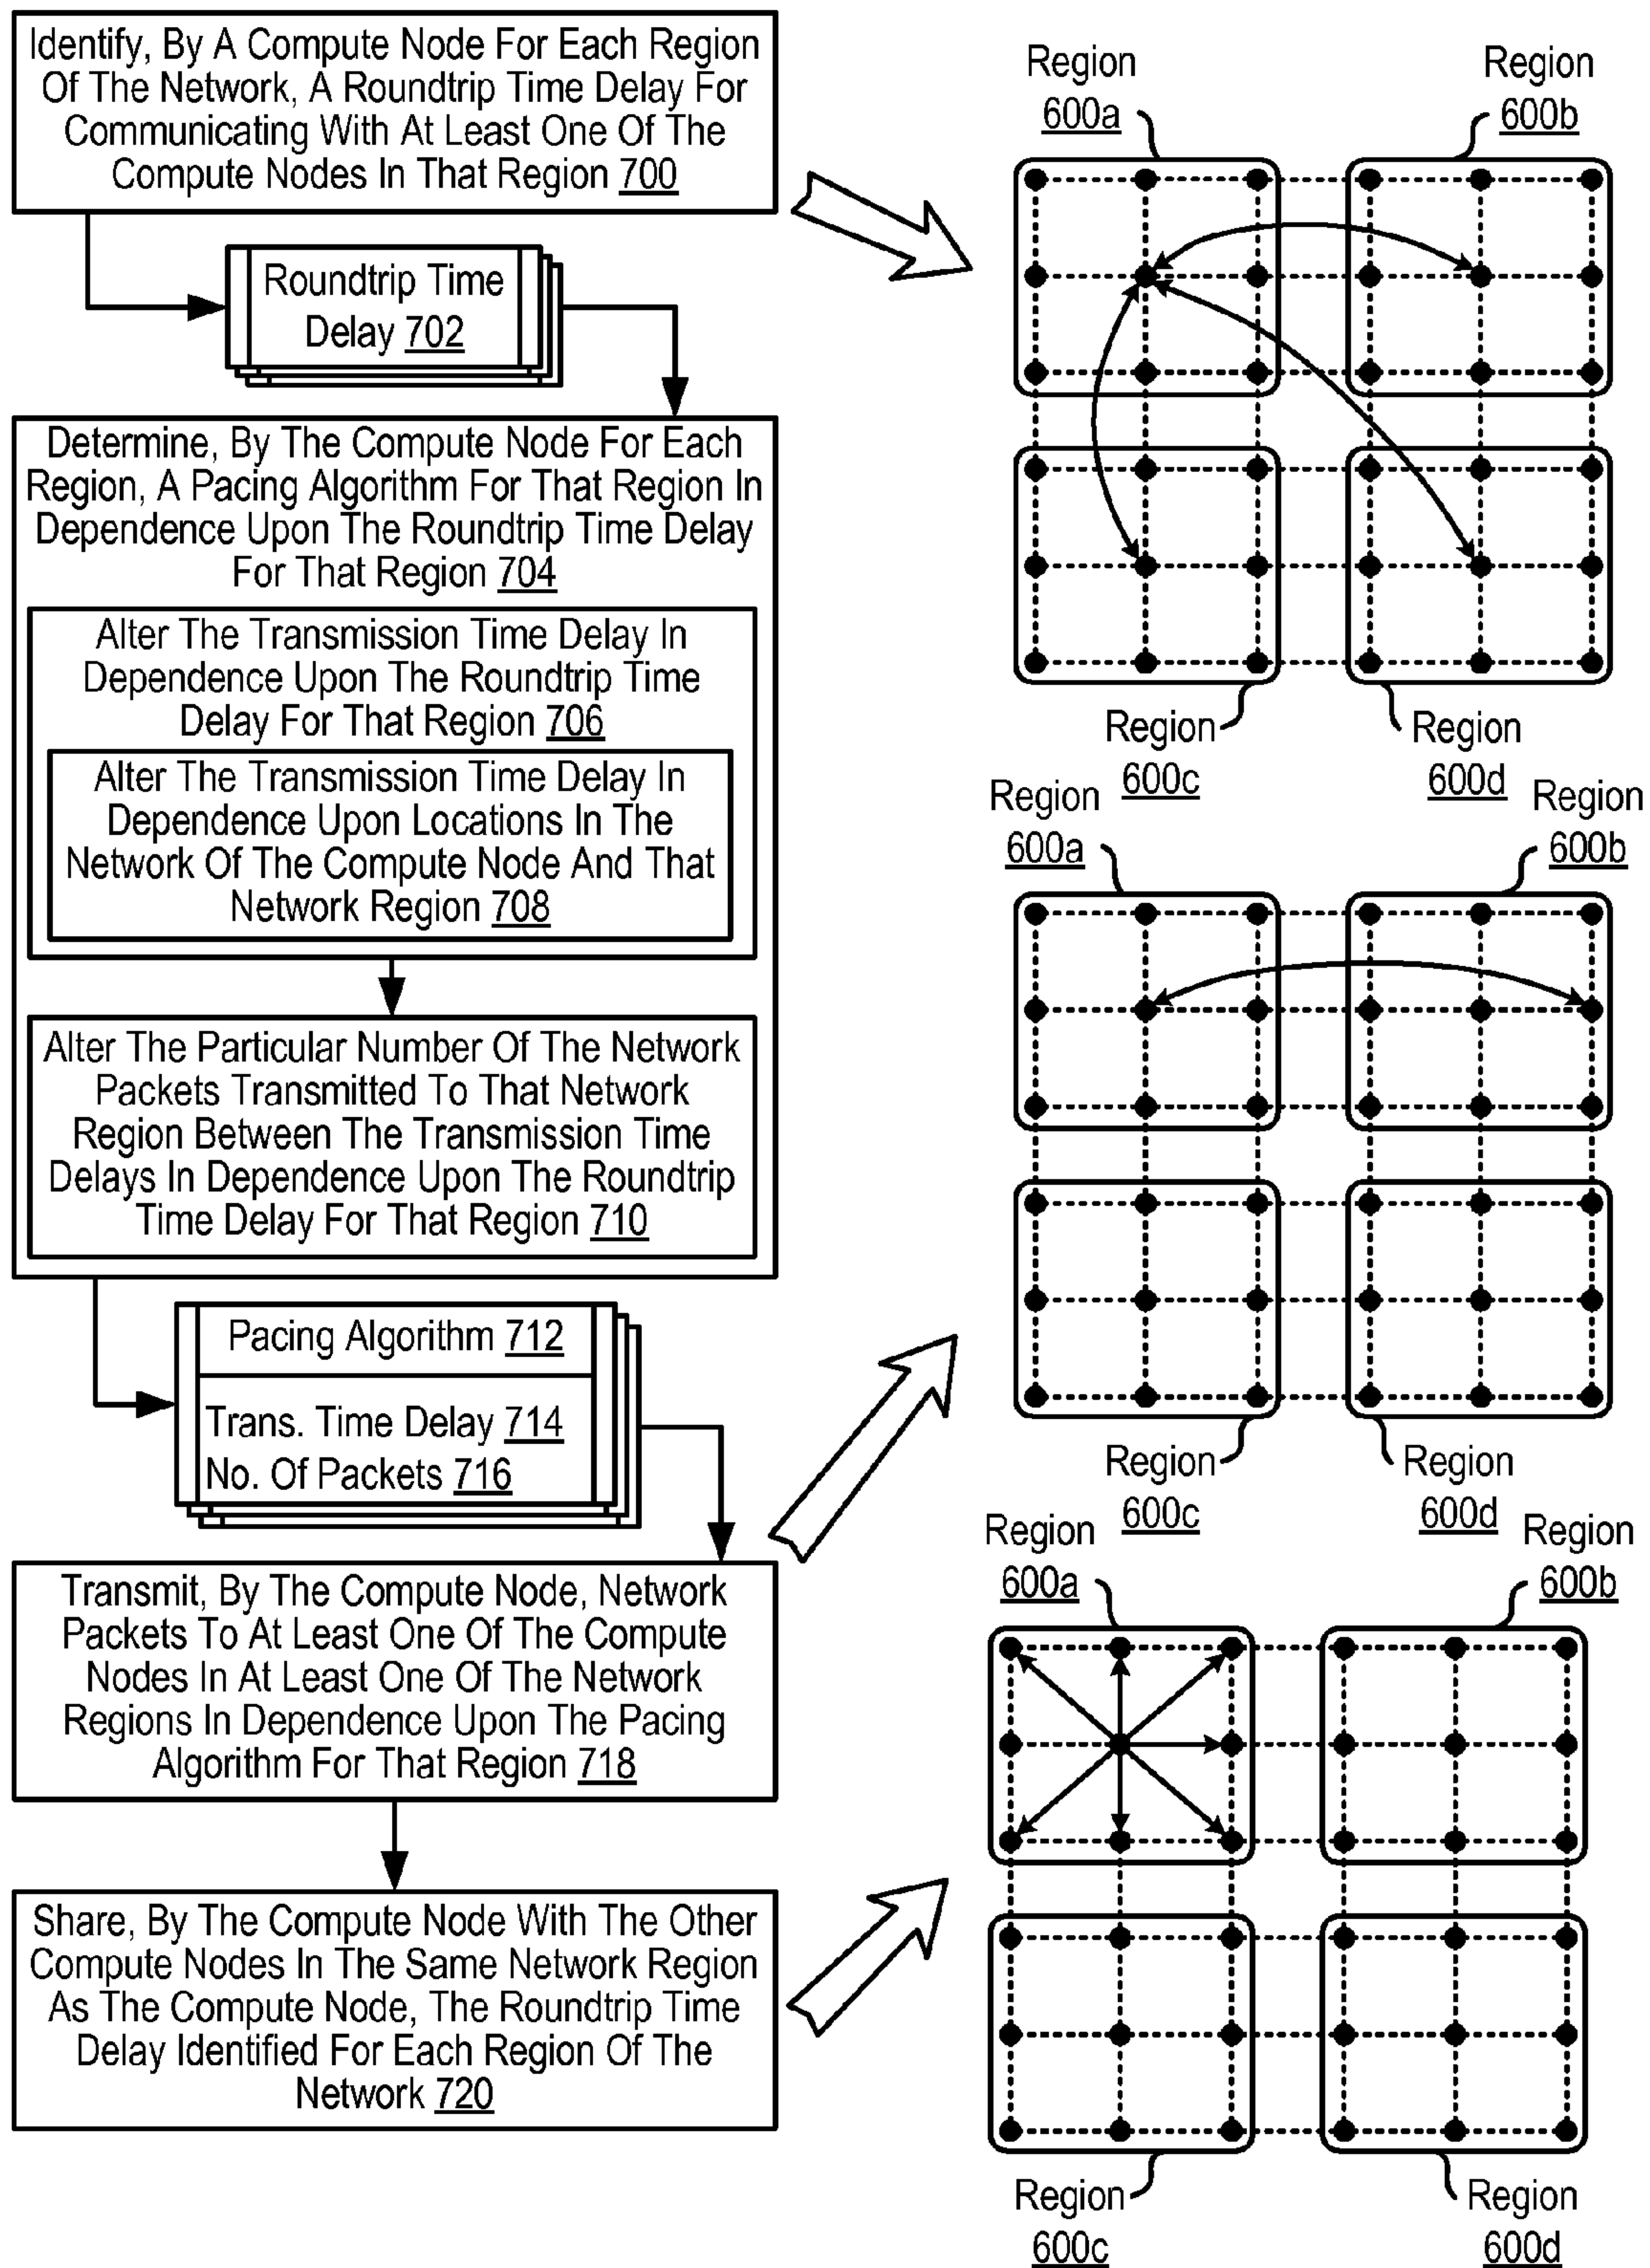 Identify, By A Compute Node For Each Region
Of The Network, A Roundtrip Time Delay For
Communicating With At Least One Of The
Compute Nodes In That Region 700
Roundtrip Time
Delay 702
Determine, By The Compute Node For Each
Region, A Pacing Algorithm For That Region In
Dependence Upon The Roundtrip Time Delay
For That Region 704
Alter The Transmission Time Delay In
Dependence Upon The Roundtrip Time
Delay For That Region 706
Alter The Transmission Time Delay In
Dependence Upon Locations In The
Network Of The Compute Node And That
Network Region 708
Alter The Particular Number Of The Network
Packets Transmitted To That Network
Region Between The Transmission Time
Delays In Dependence Upon The Roundtrip
Time Delay For That Region 710
Pacing Algorithm 712
Trans. Time Delay 714
No. Of Packets 716
Transmit, By The Compute Node, Network
Packets To At Least One Of The Compute
Nodes In At Least One Of The Network
Regions In Dependence Upon The Pacing
Algorithm For That Region 718
Share, By The Compute Node With The Other
Compute Nodes In The Same Network Region
As The Compute Node, The Roundtrip Time
Delay Identified For Each Region Of The
Network 720
Region
600a
Region
600b
Region
600c
Region
600d
Region
600a
Region
600b
Region
600c
Region
600d
Region
600a
Region
600b
Region
600c
Region
600d